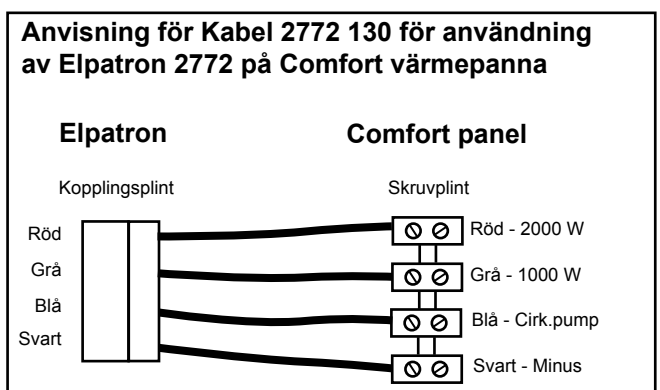 Anvisning för Kabel 2772 130 för användning
av Elpatron 2772 på Comfort värmepanna
Elpatron
Comfort panel
Kopplingsplint
Skruvplint
Röd
Röd - 2000 W
Grå
Grå - 1000 W
Blå
Blå - Cirk.pump
Svart
Svart - Minus